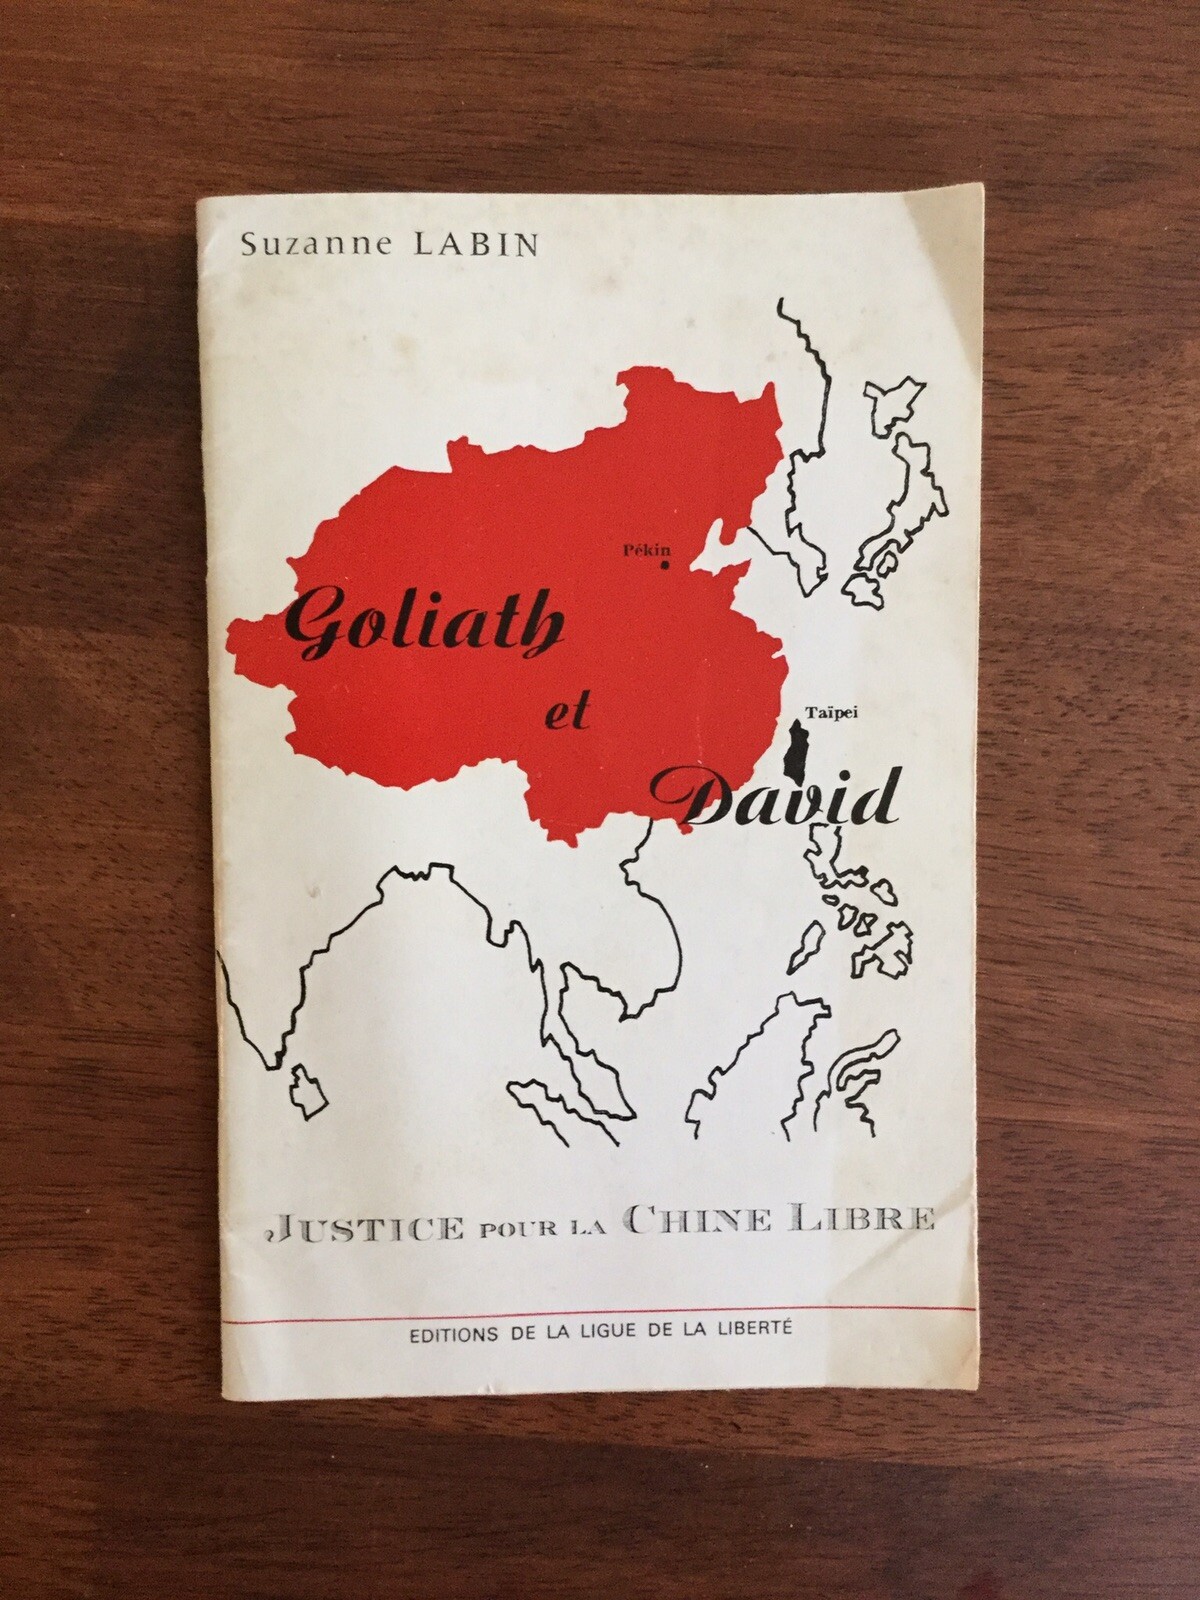 Suzanne LABIN
Pékin
Goliath
et
Taïpei
David
JUSTICE POUR LA CHINE LIBRE
EDITIONS DE LA LIGUE DE LA LIBERTÉ